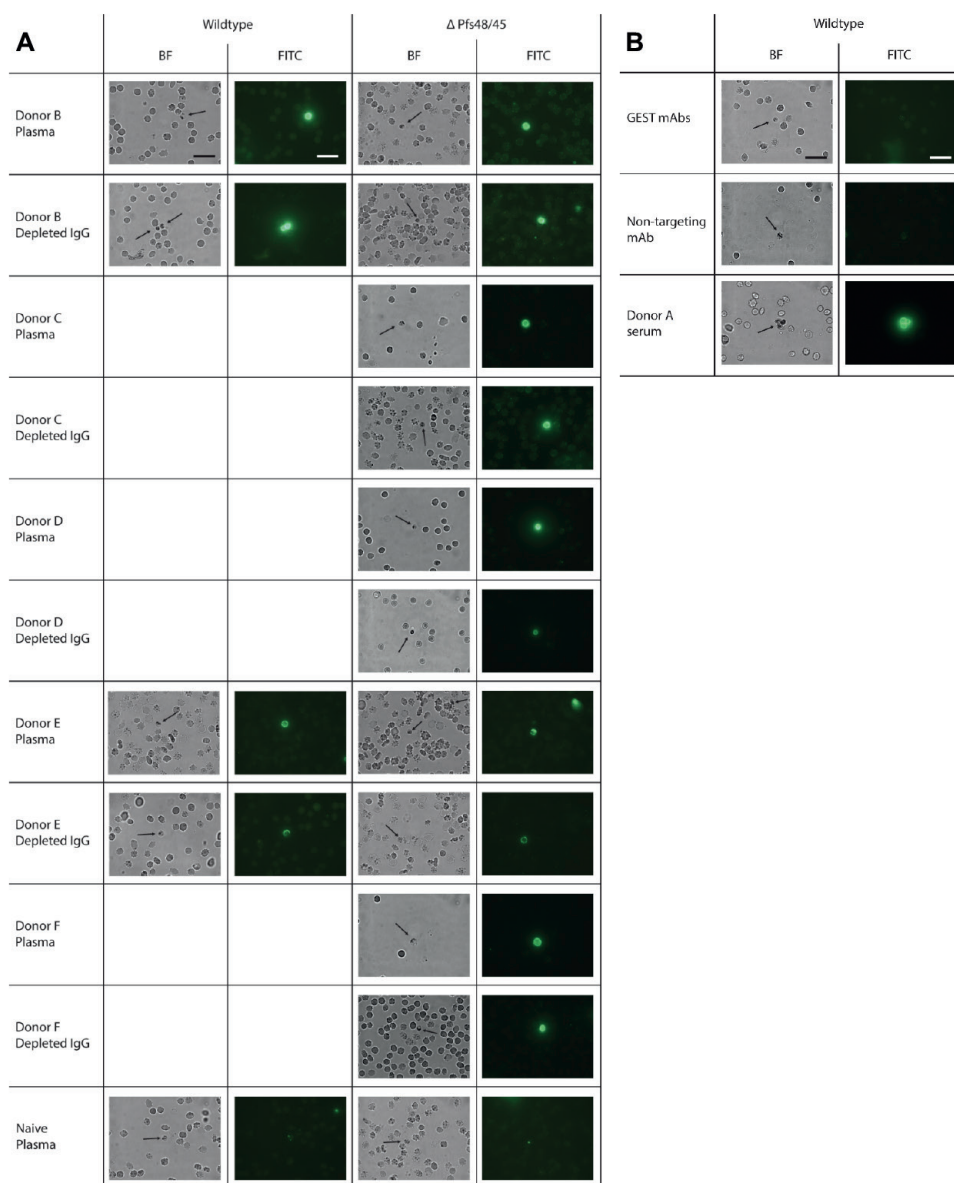 A
Wildtype
Δ Pfs48/45
BF
FITC
BF
FITC
Donor B
Plasma
Donor B
Depleted IgG
Donor C
Plasma
Donor C
Depleted IgG
Donor D
Plasma
Donor D
Depleted IgG
Donor E
Plasma
Donor E
Depleted IgG
Donor F
Plasma
Donor F
Depleted IgG
Naive
Plasma
B
Wildtype
BF
FITC
GEST mAbs
Non-targeting
mAb
Donor A
serum